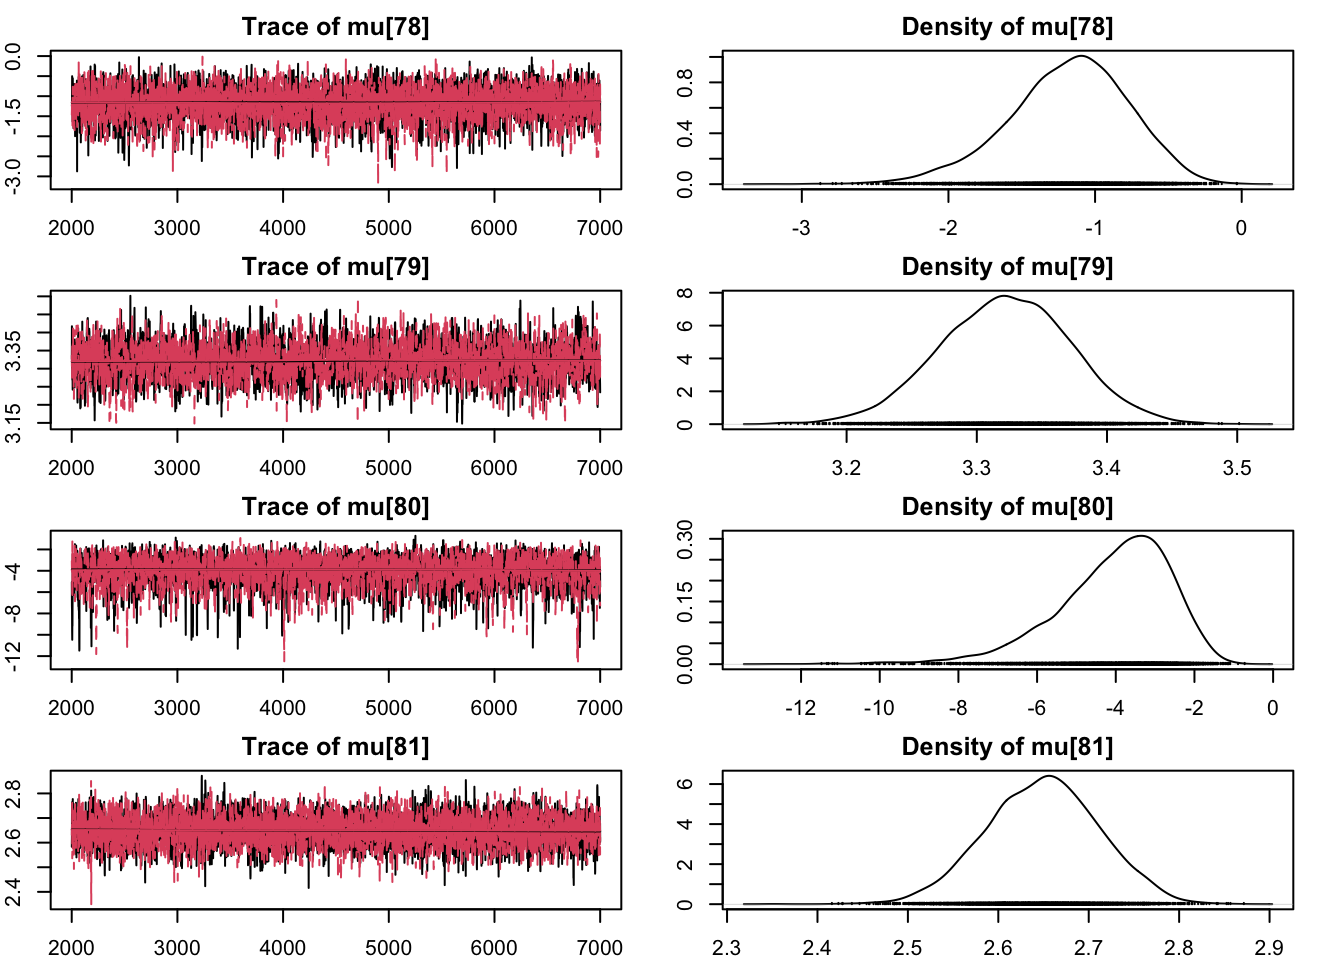 Trace of mu[78]
0.0
-1.5
-3.0
2000 3000 4000 5000 6000 7000
Density of mu[78]
0.8
0.4
0.0
-3 -2 -1 0
Trace of mu[79]
3.35
3.15
2000 3000 4000 5000 6000 7000
Density of mu[79]
8
6
4
2
0
3.2 3.3 3.4 3.5
Trace of mu[80]
-4
-8
-12
2000 3000 4000 5000 6000 7000
Density of mu[80]
0.30
0.15
0.00
-12 -10 -8 -6 -4 -2 0
Trace of mu[81]
2.8
2.6
2.4
2000 3000 4000 5000 6000 7000
Density of mu[81]
6
4
2
0
2.3 2.4 2.5 2.6 2.7 2.8 2.9